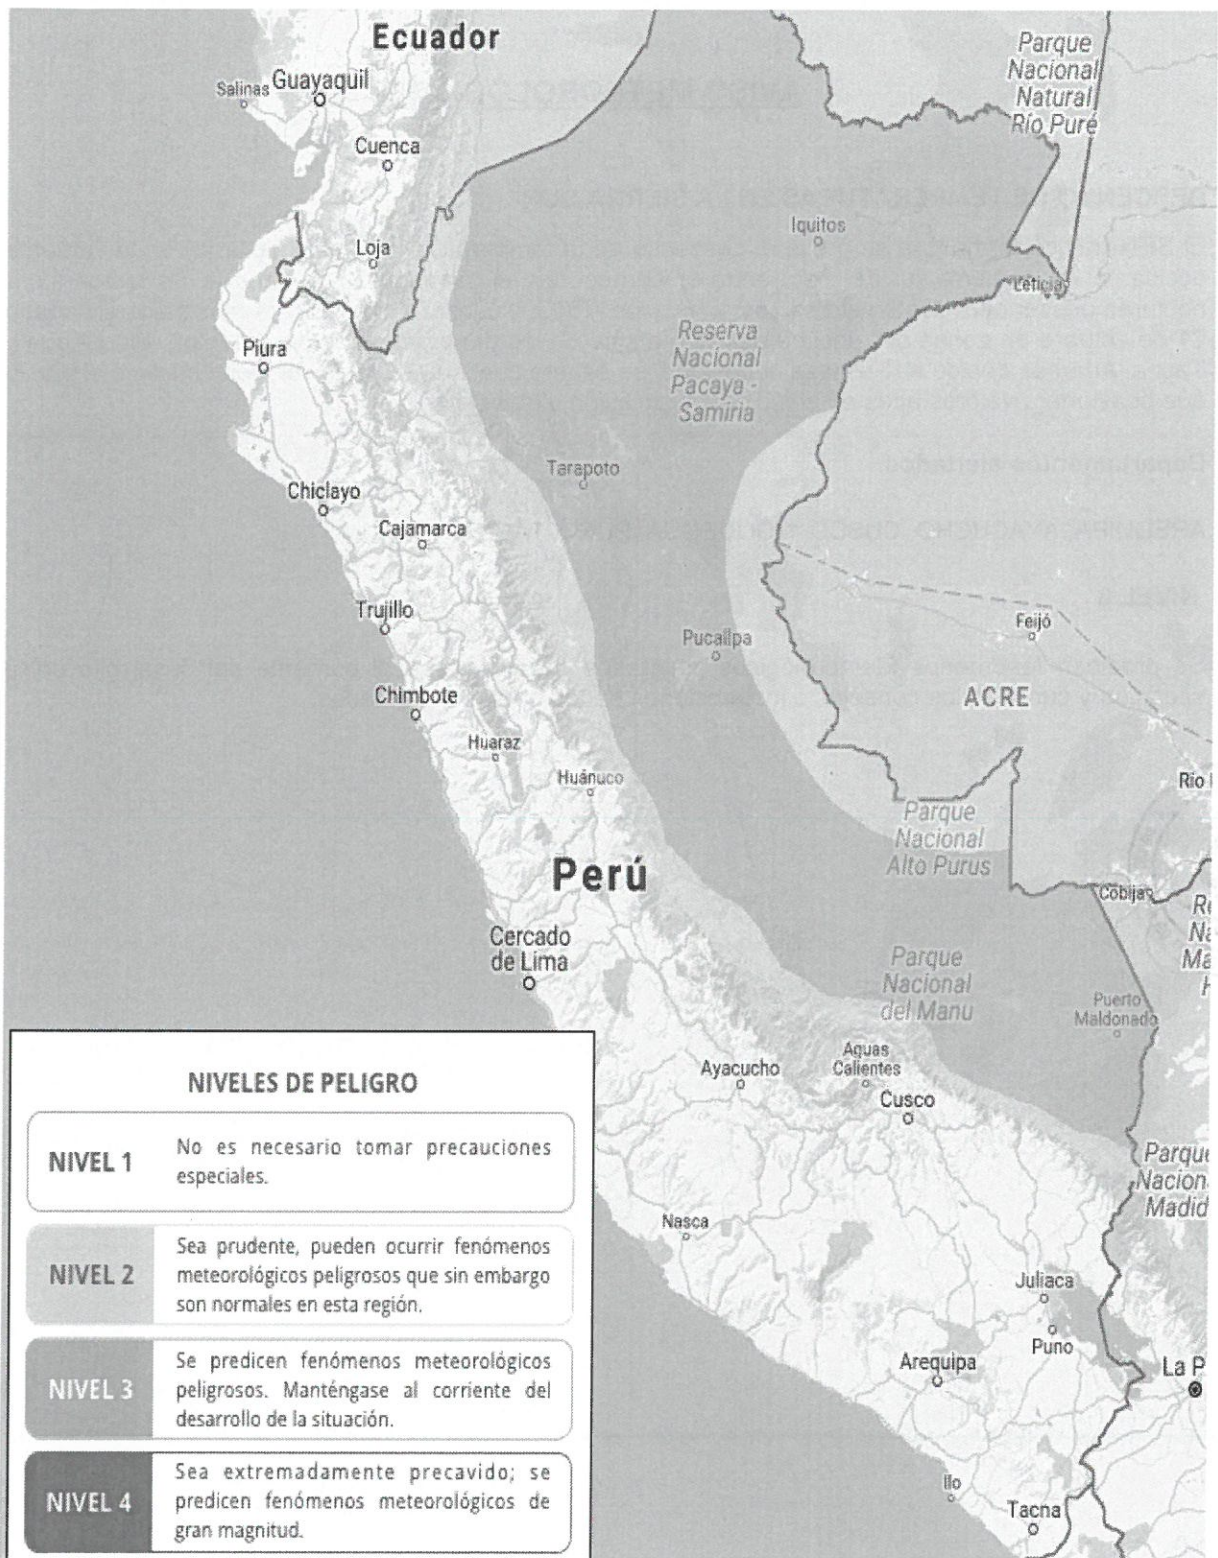 Ecuador
Parque
Nacional
Natural
Río Puré
Salinas
Guayaquil
Cuenca
Iquitos
Loja
Leticia
Piura
Reserva
Nacional
Pacaya -
Samiria
Tarapoto
Chiclayo
Cajamarca
Trujillo
Feijó
Pucallpa
Chimbote
ACRE
Huaraz
Huánuco
Río
Parque
Nacional
Alto Purus
Perú
Cobija
Cercado
de Lima
Parque
Nacional
del Manu
Puerto
Maldonado
Ayacucho
Aguas
Calientes
Cusco
Parque
Nacion
Madid
Nasca
Juliaca
Puno
Arequipa
La P
Ilo
Tacna
NIVELES DE PELIGRO
NIVEL 1
No es necesario tomar precauciones
especiales.
NIVEL 2
Sea prudente, pueden ocurrir fenómenos
meteorológicos peligrosos que sin embargo
son normales en esta región.
NIVEL 3
Se predicen fenómenos meteorológicos
peligrosos. Manténgase al corriente del
desarrollo de la situación.
NIVEL 4
Sea extremadamente precavido; se
predicen fenómenos meteorológicos de
gran magnitud.